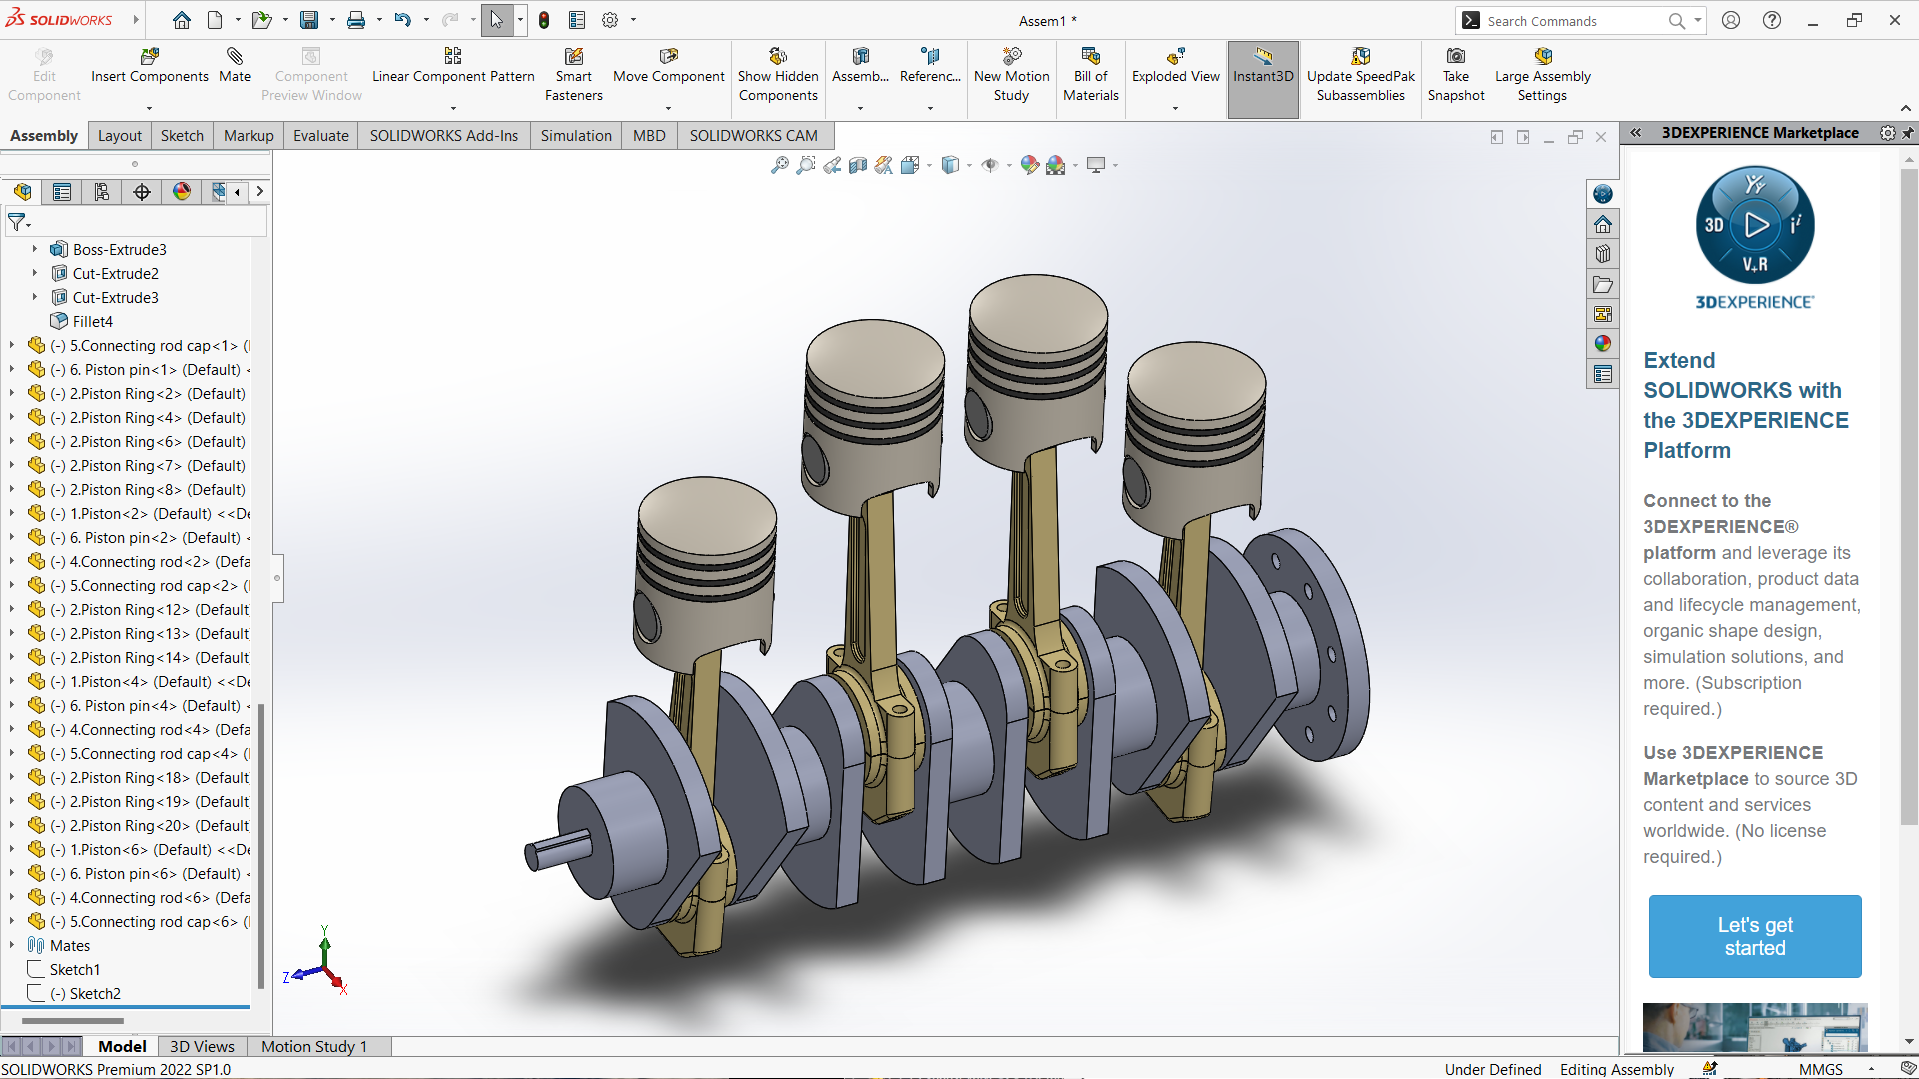 SOLIDWORKS
Assem1 *
Search Commands
Edit Component
Insert Components
Mate
Component Preview Window
Linear Component Pattern
Smart Fasteners
Move Component
Show Hidden Components
Assemb...
Referenc...
New Motion Study
Bill of Materials
Exploded View
Instant3D
Update SpeedPak Subassemblies
Take Snapshot
Large Assembly Settings
Assembly
Layout
Sketch
Markup
Evaluate
SOLIDWORKS Add-Ins
Simulation
MBD
SOLIDWORKS CAM
Boss-Extrude3
Cut-Extrude2
Cut-Extrude3
Fillet4
(-) 5.Connecting rod cap<1> (
(-) 6. Piston pin<1> (Default) <
(-) 2.Piston Ring<2> (Default)
(-) 2.Piston Ring<4> (Default)
(-) 2.Piston Ring<6> (Default)
(-) 2.Piston Ring<7> (Default)
(-) 2.Piston Ring<8> (Default)
(-) 1.Piston<2> (Default) <<De
(-) 6. Piston pin<2> (Default) <
(-) 4.Connecting rod<2> (Defa
(-) 5.Connecting rod cap<2> (
(-) 2.Piston Ring<12> (Default
(-) 2.Piston Ring<13> (Default
(-) 2.Piston Ring<14> (Default
(-) 1.Piston<4> (Default) <<De
(-) 6. Piston pin<4> (Default) <
(-) 4.Connecting rod<4> (Defa
(-) 5.Connecting rod cap<4> (
(-) 2.Piston Ring<18> (Default
(-) 2.Piston Ring<19> (Default
(-) 2.Piston Ring<20> (Default
(-) 1.Piston<6> (Default) <<De
(-) 6. Piston pin<6> (Default) <
(-) 4.Connecting rod<6> (Defa
(-) 5.Connecting rod cap<6> (
Mates
Sketch1
(-) Sketch2
Y
Z
X
3DEXPERIENCE Marketplace
3D
V+R
3DEXPERIENCE
Extend
SOLIDWORKS with
the 3DEXPERIENCE
Platform
Connect to the
3DEXPERIENCE®
platform and leverage its
collaboration, product data
and lifecycle management,
organic shape design,
simulation solutions, and
more. (Subscription
required.)
Use 3DEXPERIENCE
Marketplace to source 3D
content and services
worldwide. (No license
required.)
Let's get
started
Model
3D Views
Motion Study 1
SOLIDWORKS Premium 2022 SP1.0
Under Defined
Editing Assembly
MMGS